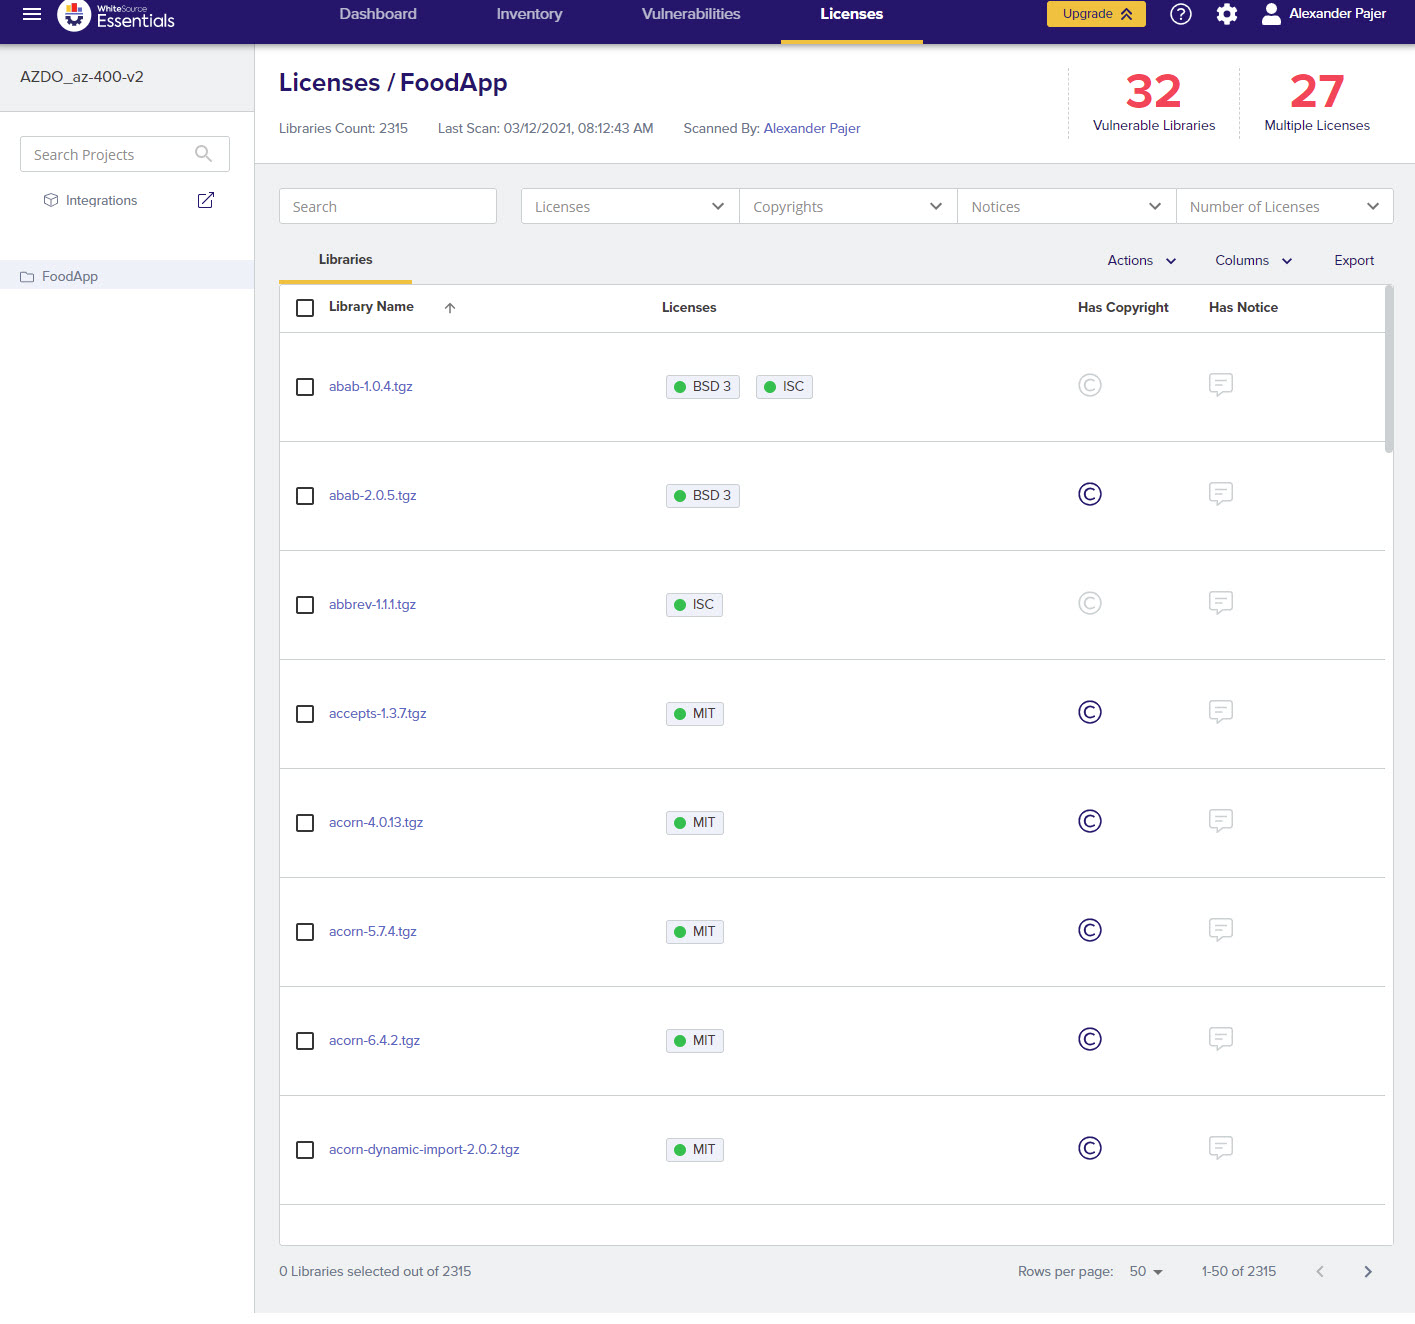 WhiteSource
Essentials
Dashboard
Inventory
Vulnerabilities
Licenses
Upgrade
Alexander Pajer
AZDO_az-400-v2
Search Projects
Integrations
FoodApp
Licenses / FoodApp
Libraries Count: 2315
Last Scan: 03/12/2021, 08:12:43 AM
Scanned By: Alexander Pajer
32
Vulnerable Libraries
27
Multiple Licenses
Search
Licenses
Copyrights
Notices
Number of Licenses
Libraries
Actions
Columns
Export
Library Name
Licenses
Has Copyright
Has Notice
abab-1.0.4.tgz
BSD 3
ISC
abab-2.0.5.tgz
BSD 3
abbrev-1.1.1.tgz
ISC
accepts-1.3.7.tgz
MIT
acorn-4.0.13.tgz
MIT
acorn-5.7.4.tgz
MIT
acorn-6.4.2.tgz
MIT
acorn-dynamic-import-2.0.2.tgz
MIT
0 Libraries selected out of 2315
Rows per page: 50
1-50 of 2315